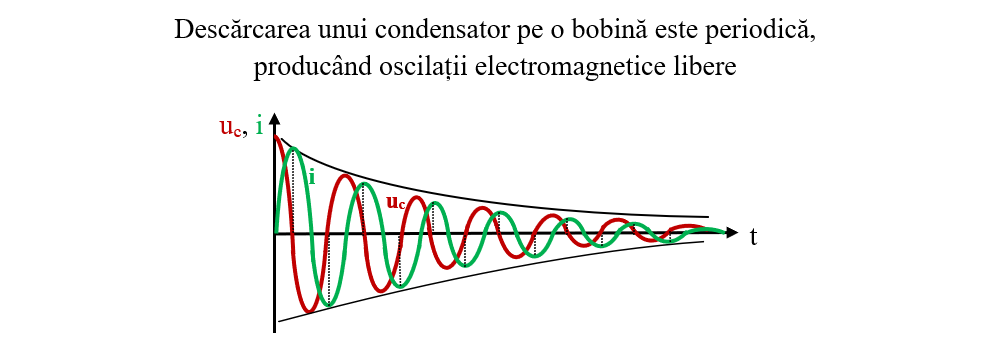 Descărcarea unui condensator pe o bobină este periodică,
producând oscilații electromagnetice libere
uc, i
i
uc
t